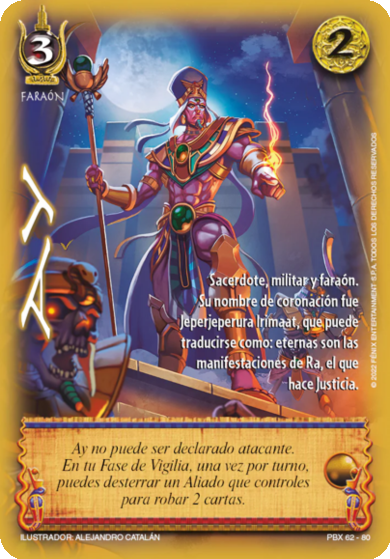 3
2
FARAÓN
AY
Sacerdote, militar y faraón.
Su nombre de coronación fue
Jeperjeperura Irimaat, que puede
traducirse como: eternas son las
manifestaciones de Ra, el que
hace Justicia.
© 2022 FÉNIX ENTERTAINMENT S.P.A. TODOS LOS DERECHOS RESERVADOS
Ay no puede ser declarado atacante.
En tu Fase de Vigilia, una vez por turno,
puedes desterrar un Aliado que controles
para robar 2 cartas.
ILUSTRADOR: ALEJANDRO CATALÁN
PBX 62 - 80